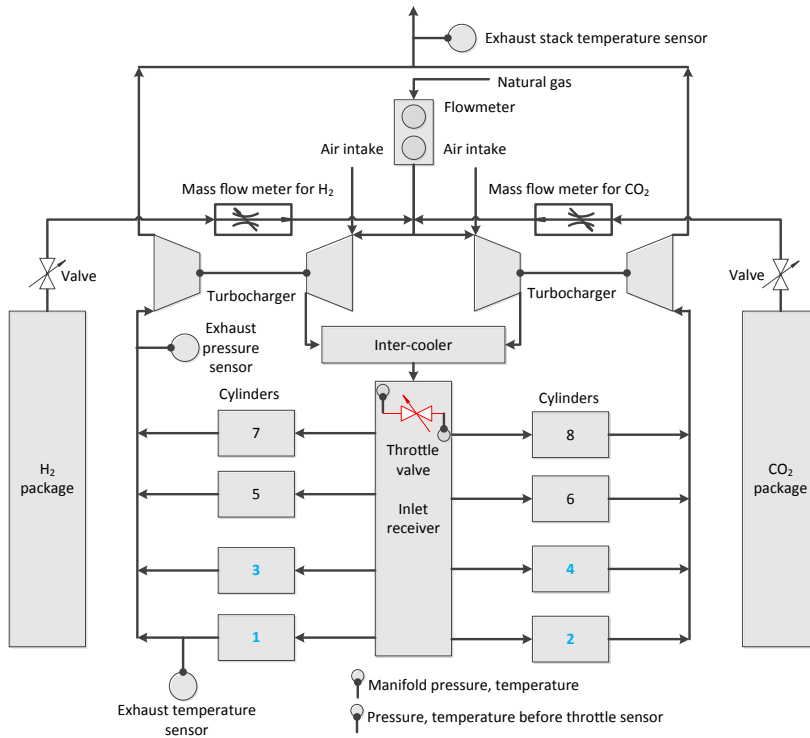 Exhaust stack temperature sensor
Natural gas
Flowmeter
Air intake
Air intake
Mass flow meter for H₂
Mass flow meter for CO₂
Valve
Turbocharger
Turbocharger
Valve
Exhaust
pressure
sensor
Inter-cooler
Cylinders
Cylinders
7
8
Throttle
valve
H₂
package
5
6
CO₂
package
Inlet
receiver
3
4
1
2
Manifold pressure, temperature
Exhaust temperature
sensor
Pressure, temperature before throttle sensor